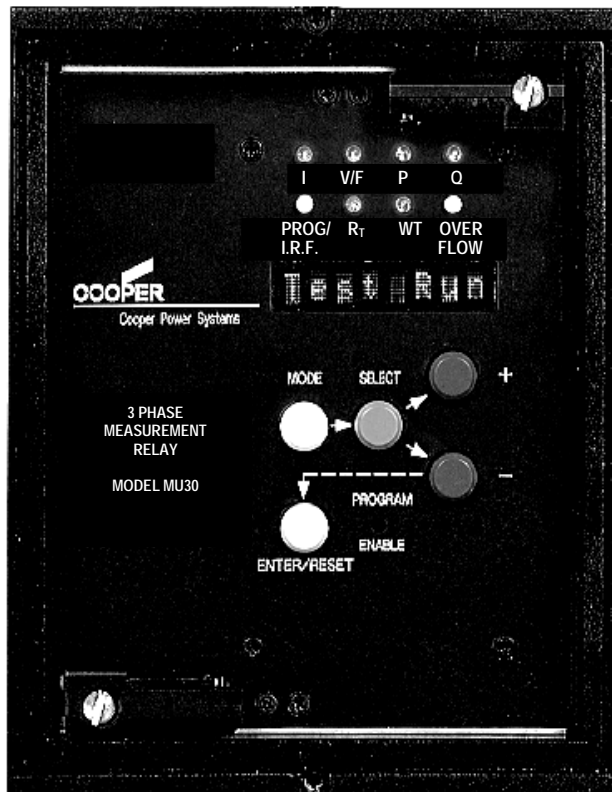 I V/F P Q
PROG/ I.R.F. RT WT OVER FLOW
Test Run
COOPER
Cooper Power Systems
MODE SELECT
+
3 PHASE
MEASUREMENT
RELAY
MODEL MU30
-
PROGRAM
ENABLE
ENTER/RESET